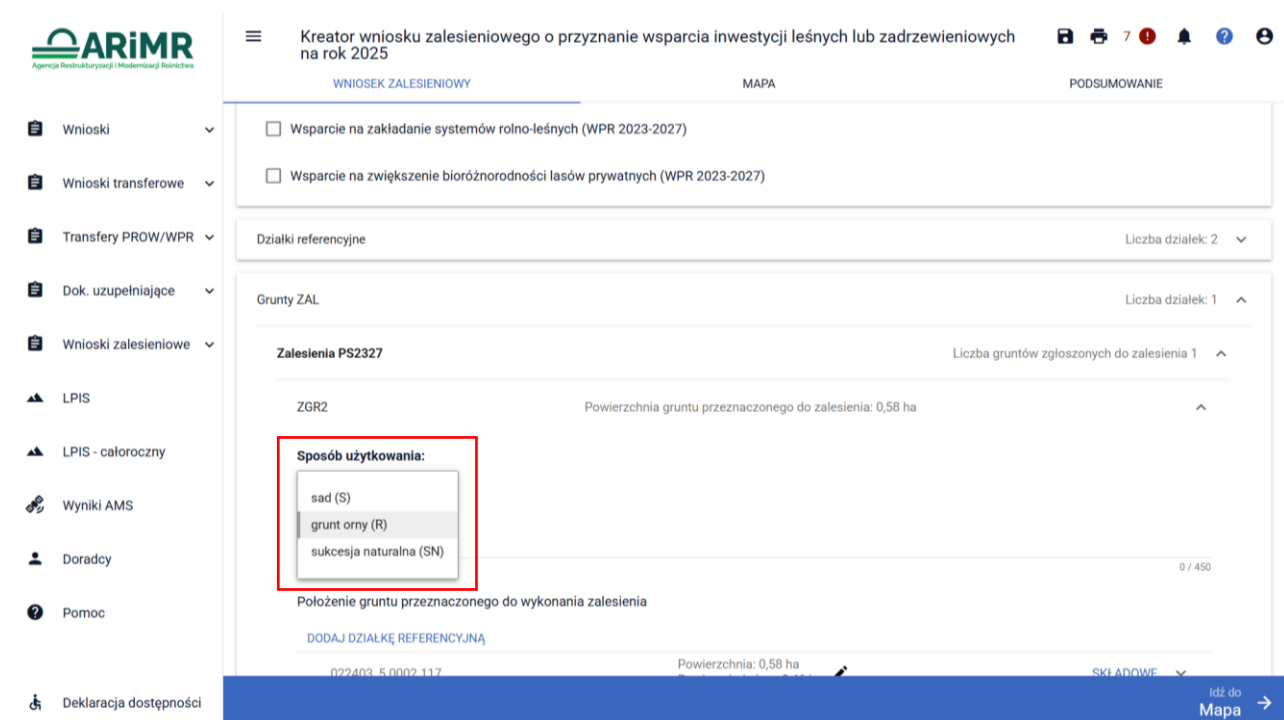 ARiMR
Agencja Restrukturyzacji i Modernizacji Rolnictwa
Kreator wniosku zalesieniowego o przyznanie wsparcia inwestycji leśnych lub zadrzewieniowych
na rok 2025
7
WNIOSEK ZALESIENIOWY
MAPA
PODSUMOWANIE
Wnioski
Wnioski transferowe
Transfery PROW/WPR
Dok. uzupełniające
Wnioski zalesieniowe
LPIS
LPIS - całoroczny
Wyniki AMS
Doradcy
Pomoc
Deklaracja dostępności
Wsparcie na zakładanie systemów rolno-leśnych (WPR 2023-2027)
Wsparcie na zwiększenie bioróżnorodności lasów prywatnych (WPR 2023-2027)
Działki referencyjne Liczba działek: 2
Grunty ZAL Liczba działek: 1
Zalesienia PS2327 Liczba gruntów zgłoszonych do zalesienia 1
ZGR2 Powierzchnia gruntu przeznaczonego do zalesienia: 0,58 ha
Sposób użytkowania:
sad (S)
grunt orny (R)
sukcesja naturalna (SN)
0 / 450
Położenie gruntu przeznaczonego do wykonania zalesienia
DODAJ DZIAŁKĘ REFERENCYJNĄ
Powierzchnia: 0,58 ha
022403_5.0002.117 SKŁADOWE
Idź do
Mapa